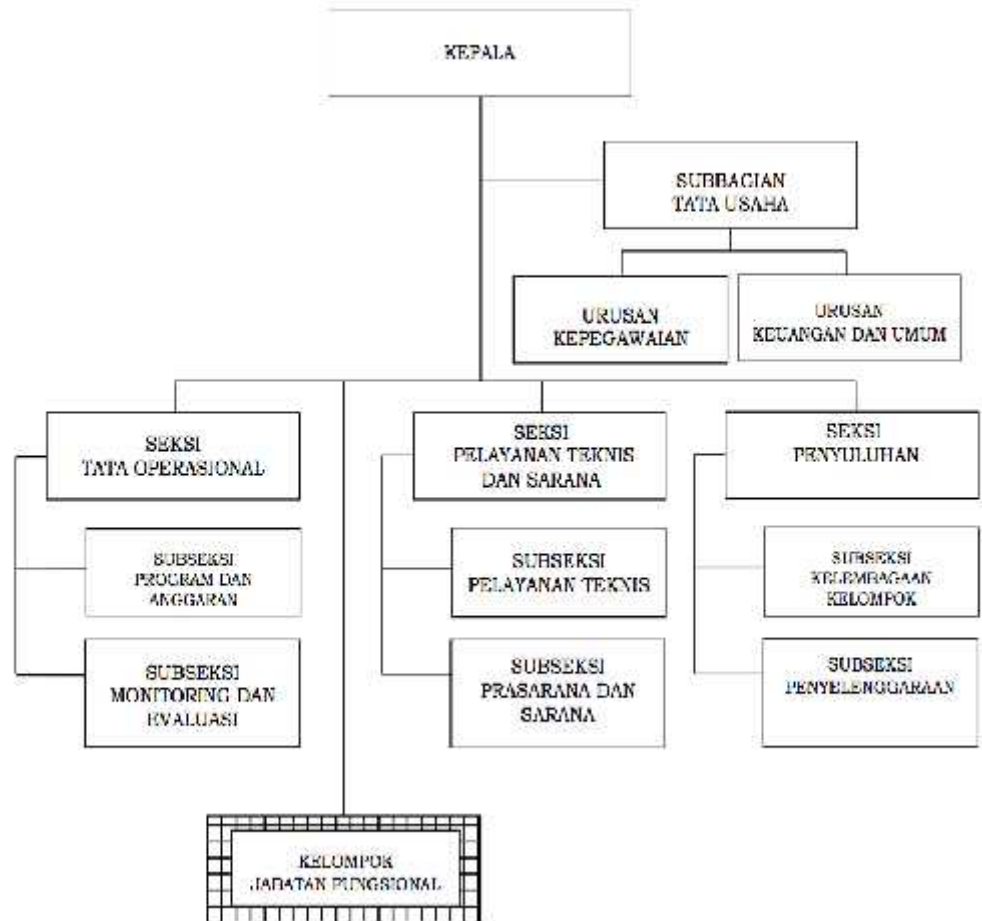 KEPALA
SUBBAGIAN
TATA USAHA
URUSAN
KEPEGAWAIAN
URUSAN
KEUANGAN DAN UMUM
SEKSI
TATA OPERASIONAL
SEKSI
PELAYANAN TEKNIS
DAN SARANA
SEKSI
PENYULUHAN
SUBSEKSI
PROGRAM DAN
ANGGARAN
SUBSEKSI
PELAYANAN TEKNIS
SUBSEKSI
KELEMBAGAAN
KELOMPOK
SUBSEKSI
MONITORING DAN
EVALUASI
SUBSEKSI
PRASARANA DAN
SARANA
SUBSEKSI
PENYELENGGARAAN
KELOMPOK
JABATAN FUNGSIONAL